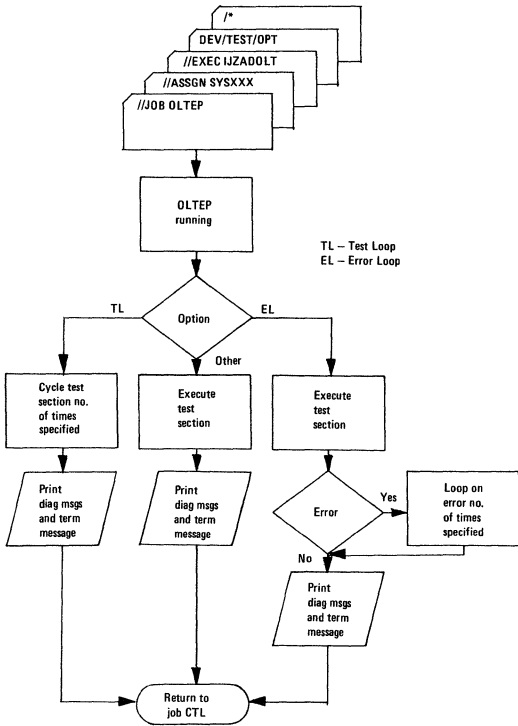 /*
DEV/TEST/OPT
//EXEC IJZADOLT
//ASSGN SYSXXX
//JOB OLTEP
OLTEP
running
TL – Test Loop
EL – Error Loop
TL
Option
EL
Other
Cycle test
section no.
of times
specified
Execute
test
section
Execute
test
section
Print
diag msgs
and term
message
Print
diag msgs
and term
message
Error
Yes
Loop on
error no.
of times
specified
No
Print
diag msgs
and term
message
Return to
job CTL